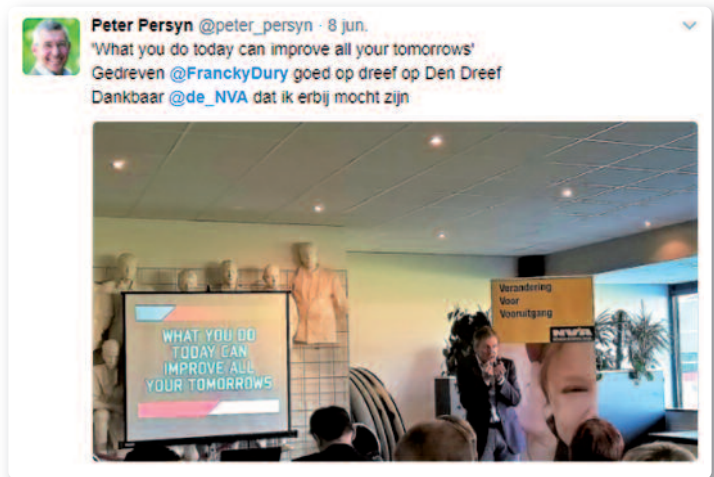 Peter Persyn @peter_persyn · 8 jun.
'What you do today can improve all your tomorrows'
Gedreven @FranckyDury goed op dreef op Den Dreef
Dankbaar @de_NVA dat ik erbij mocht zijn
WHAT YOU DO
TODAY CAN
IMPROVE ALL
YOUR TOMORROWS
Verandering
Voor
Vooruitgang
N-VA